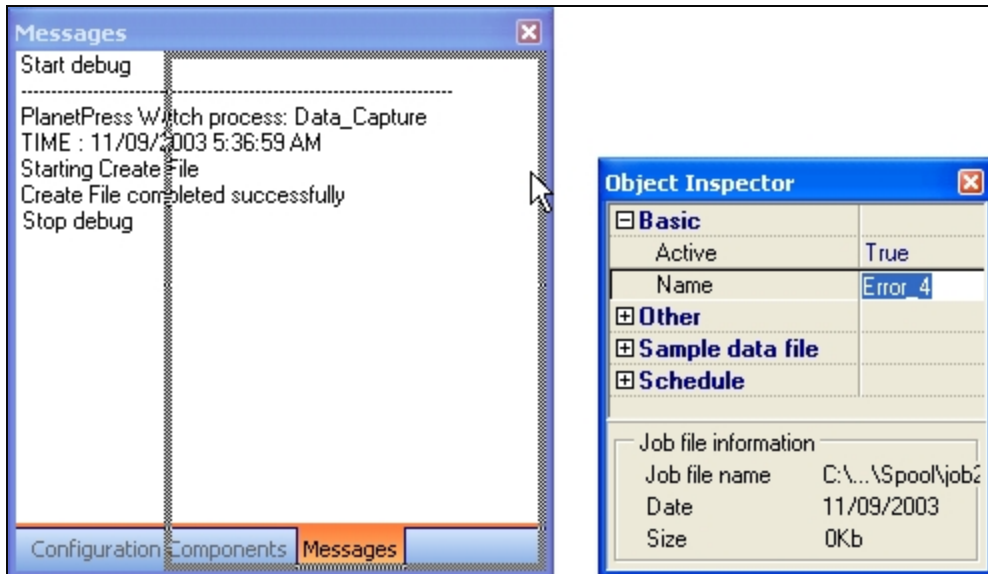 Messages
Start debug
PlanetPress Watch process: Data_Capture
TIME : 11/09/2003 5:36:59 AM
Starting Create File
Create File completed successfully
Stop debug
Configuration Components Messages
Object Inspector
Basic
Active True
Name Error_4
Other
Sample data file
Schedule
Job file information
Job file name C:\...\Spool\job2
Date 11/09/2003
Size 0Kb